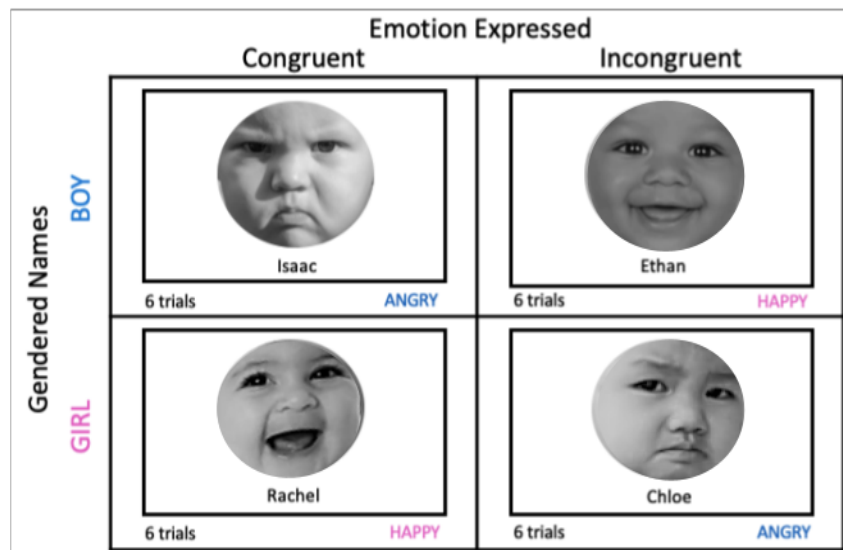 Emotion Expressed
Congruent Incongruent
Gendered Names
BOY
Isaac
6 trials ANGRY
Ethan
6 trials HAPPY
GIRL
Rachel
6 trials HAPPY
Chloe
6 trials ANGRY